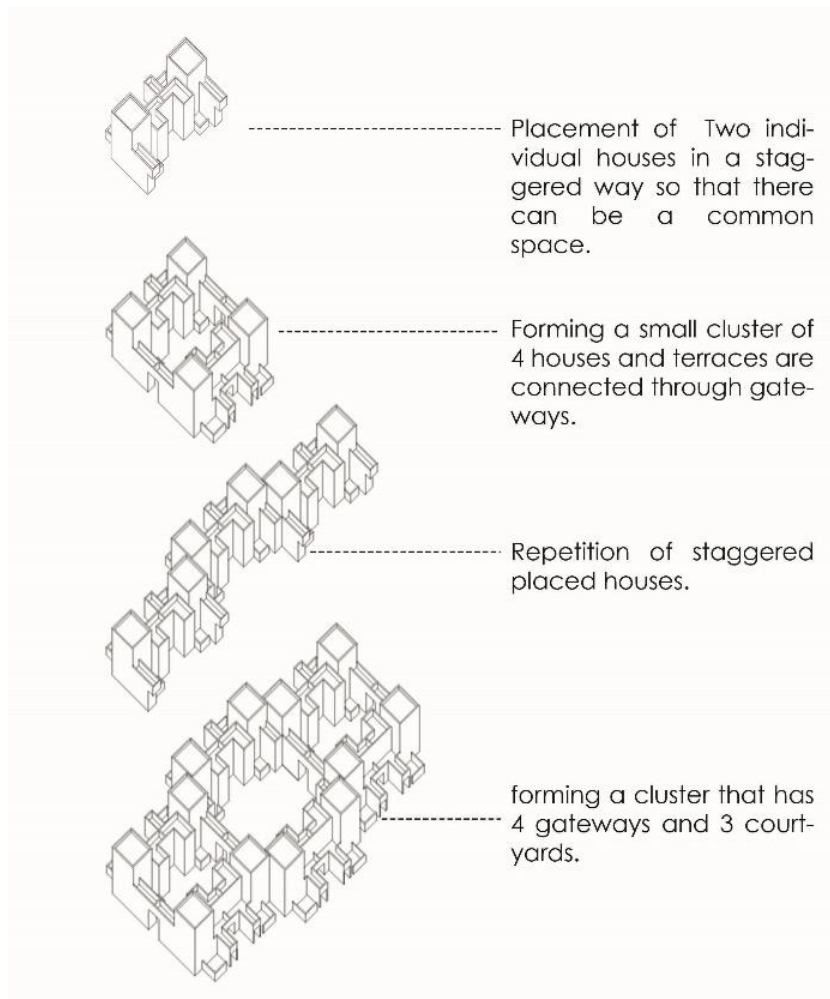 Placement of Two indi-
vidual houses in a stag-
gered way so that there
can be a common
space.
Forming a small cluster of
4 houses and terraces are
connected through gate-
ways.
Repetition of staggered
placed houses.
forming a cluster that has
4 gateways and 3 court-
yards.